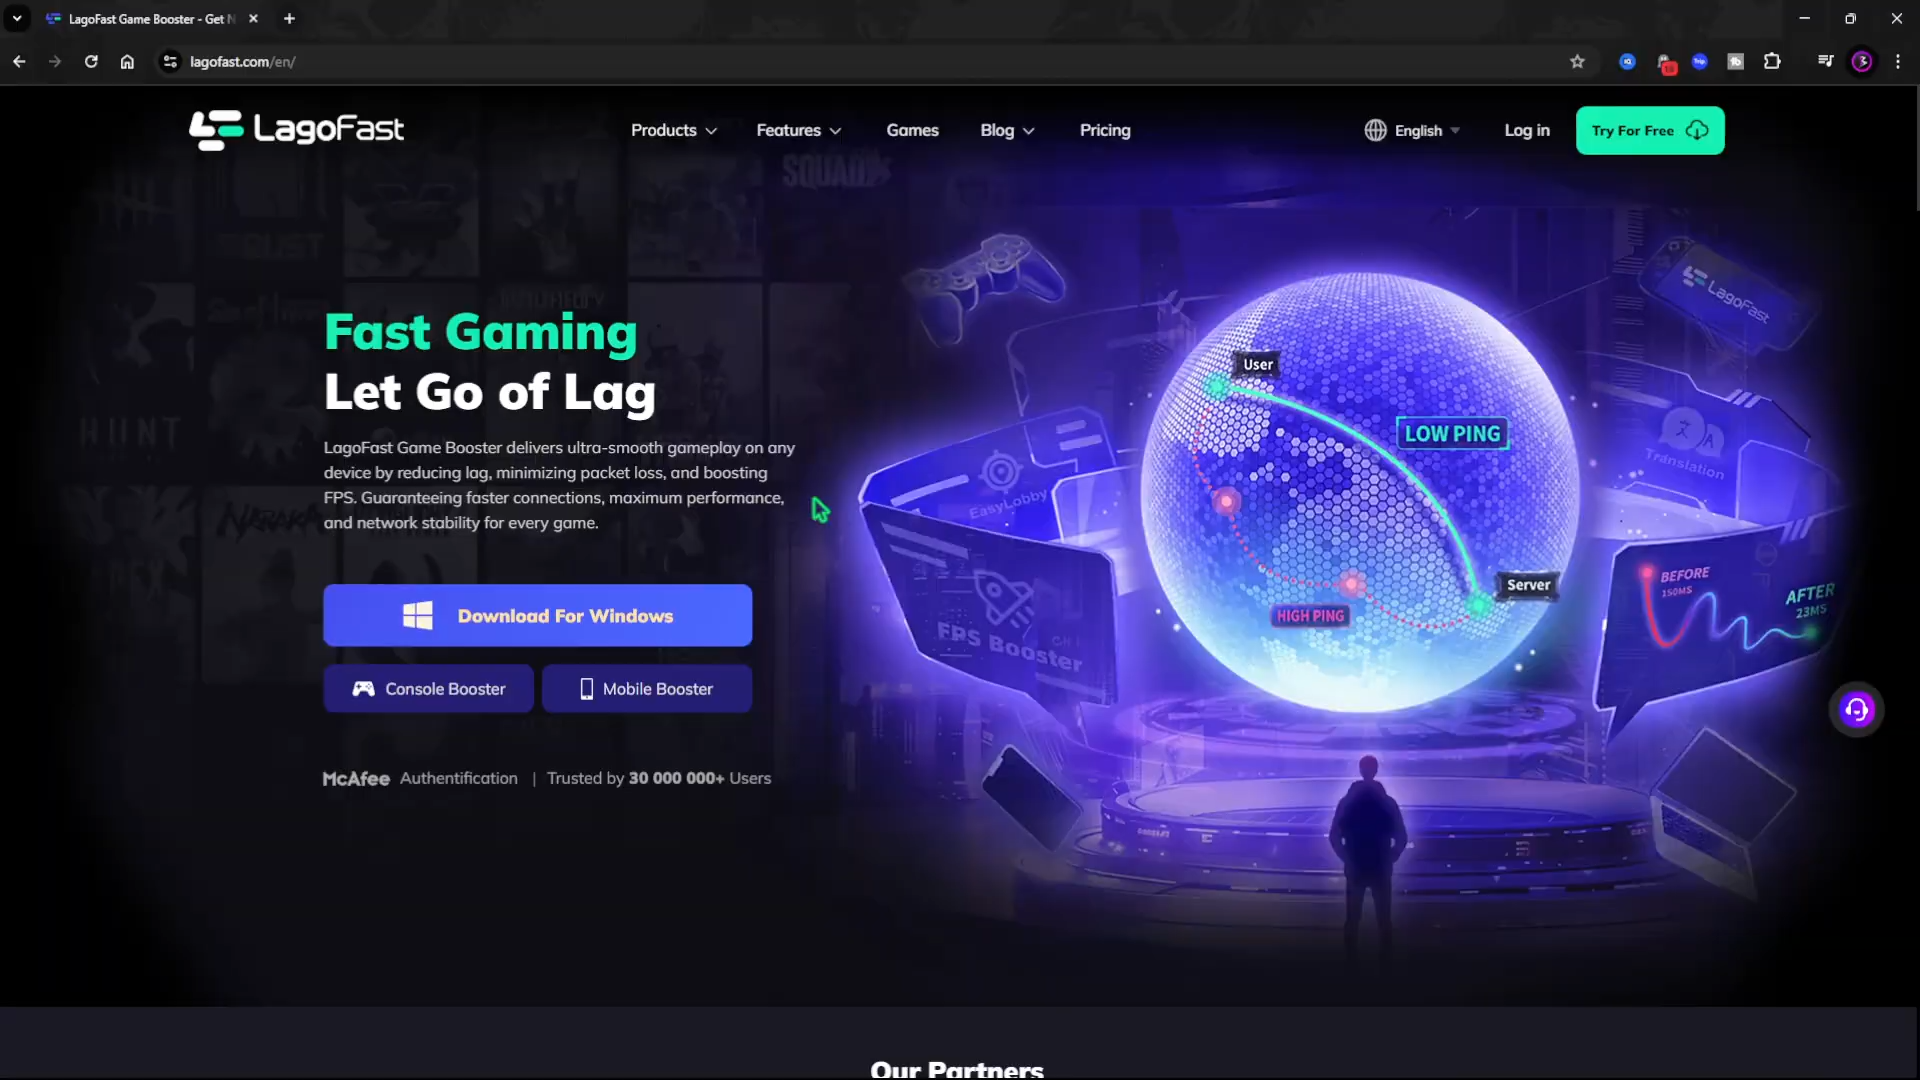 LagoFast Game Booster - Get N
lagofast.com/en/
LagoFast
Products
Features
Games
Blog
Pricing
English
Log in
Try For Free
SQUAD
Fast Gaming
Let Go of Lag
LagoFast Game Booster delivers ultra-smooth gameplay on any
device by reducing lag, minimizing packet loss, and boosting
FPS. Guaranteeing faster connections, maximum performance,
and network stability for every game.
Download For Windows
Console Booster
Mobile Booster
McAfee Authentification | Trusted by 30 000 000+ Users
HUNT
NARAKA
APEX
LagoFast
User
LOW PING
Translation
EasyLobby
Server
HIGH PING
FPS Booster
BEFORE
150MS
AFTER
23MS
Our Partners